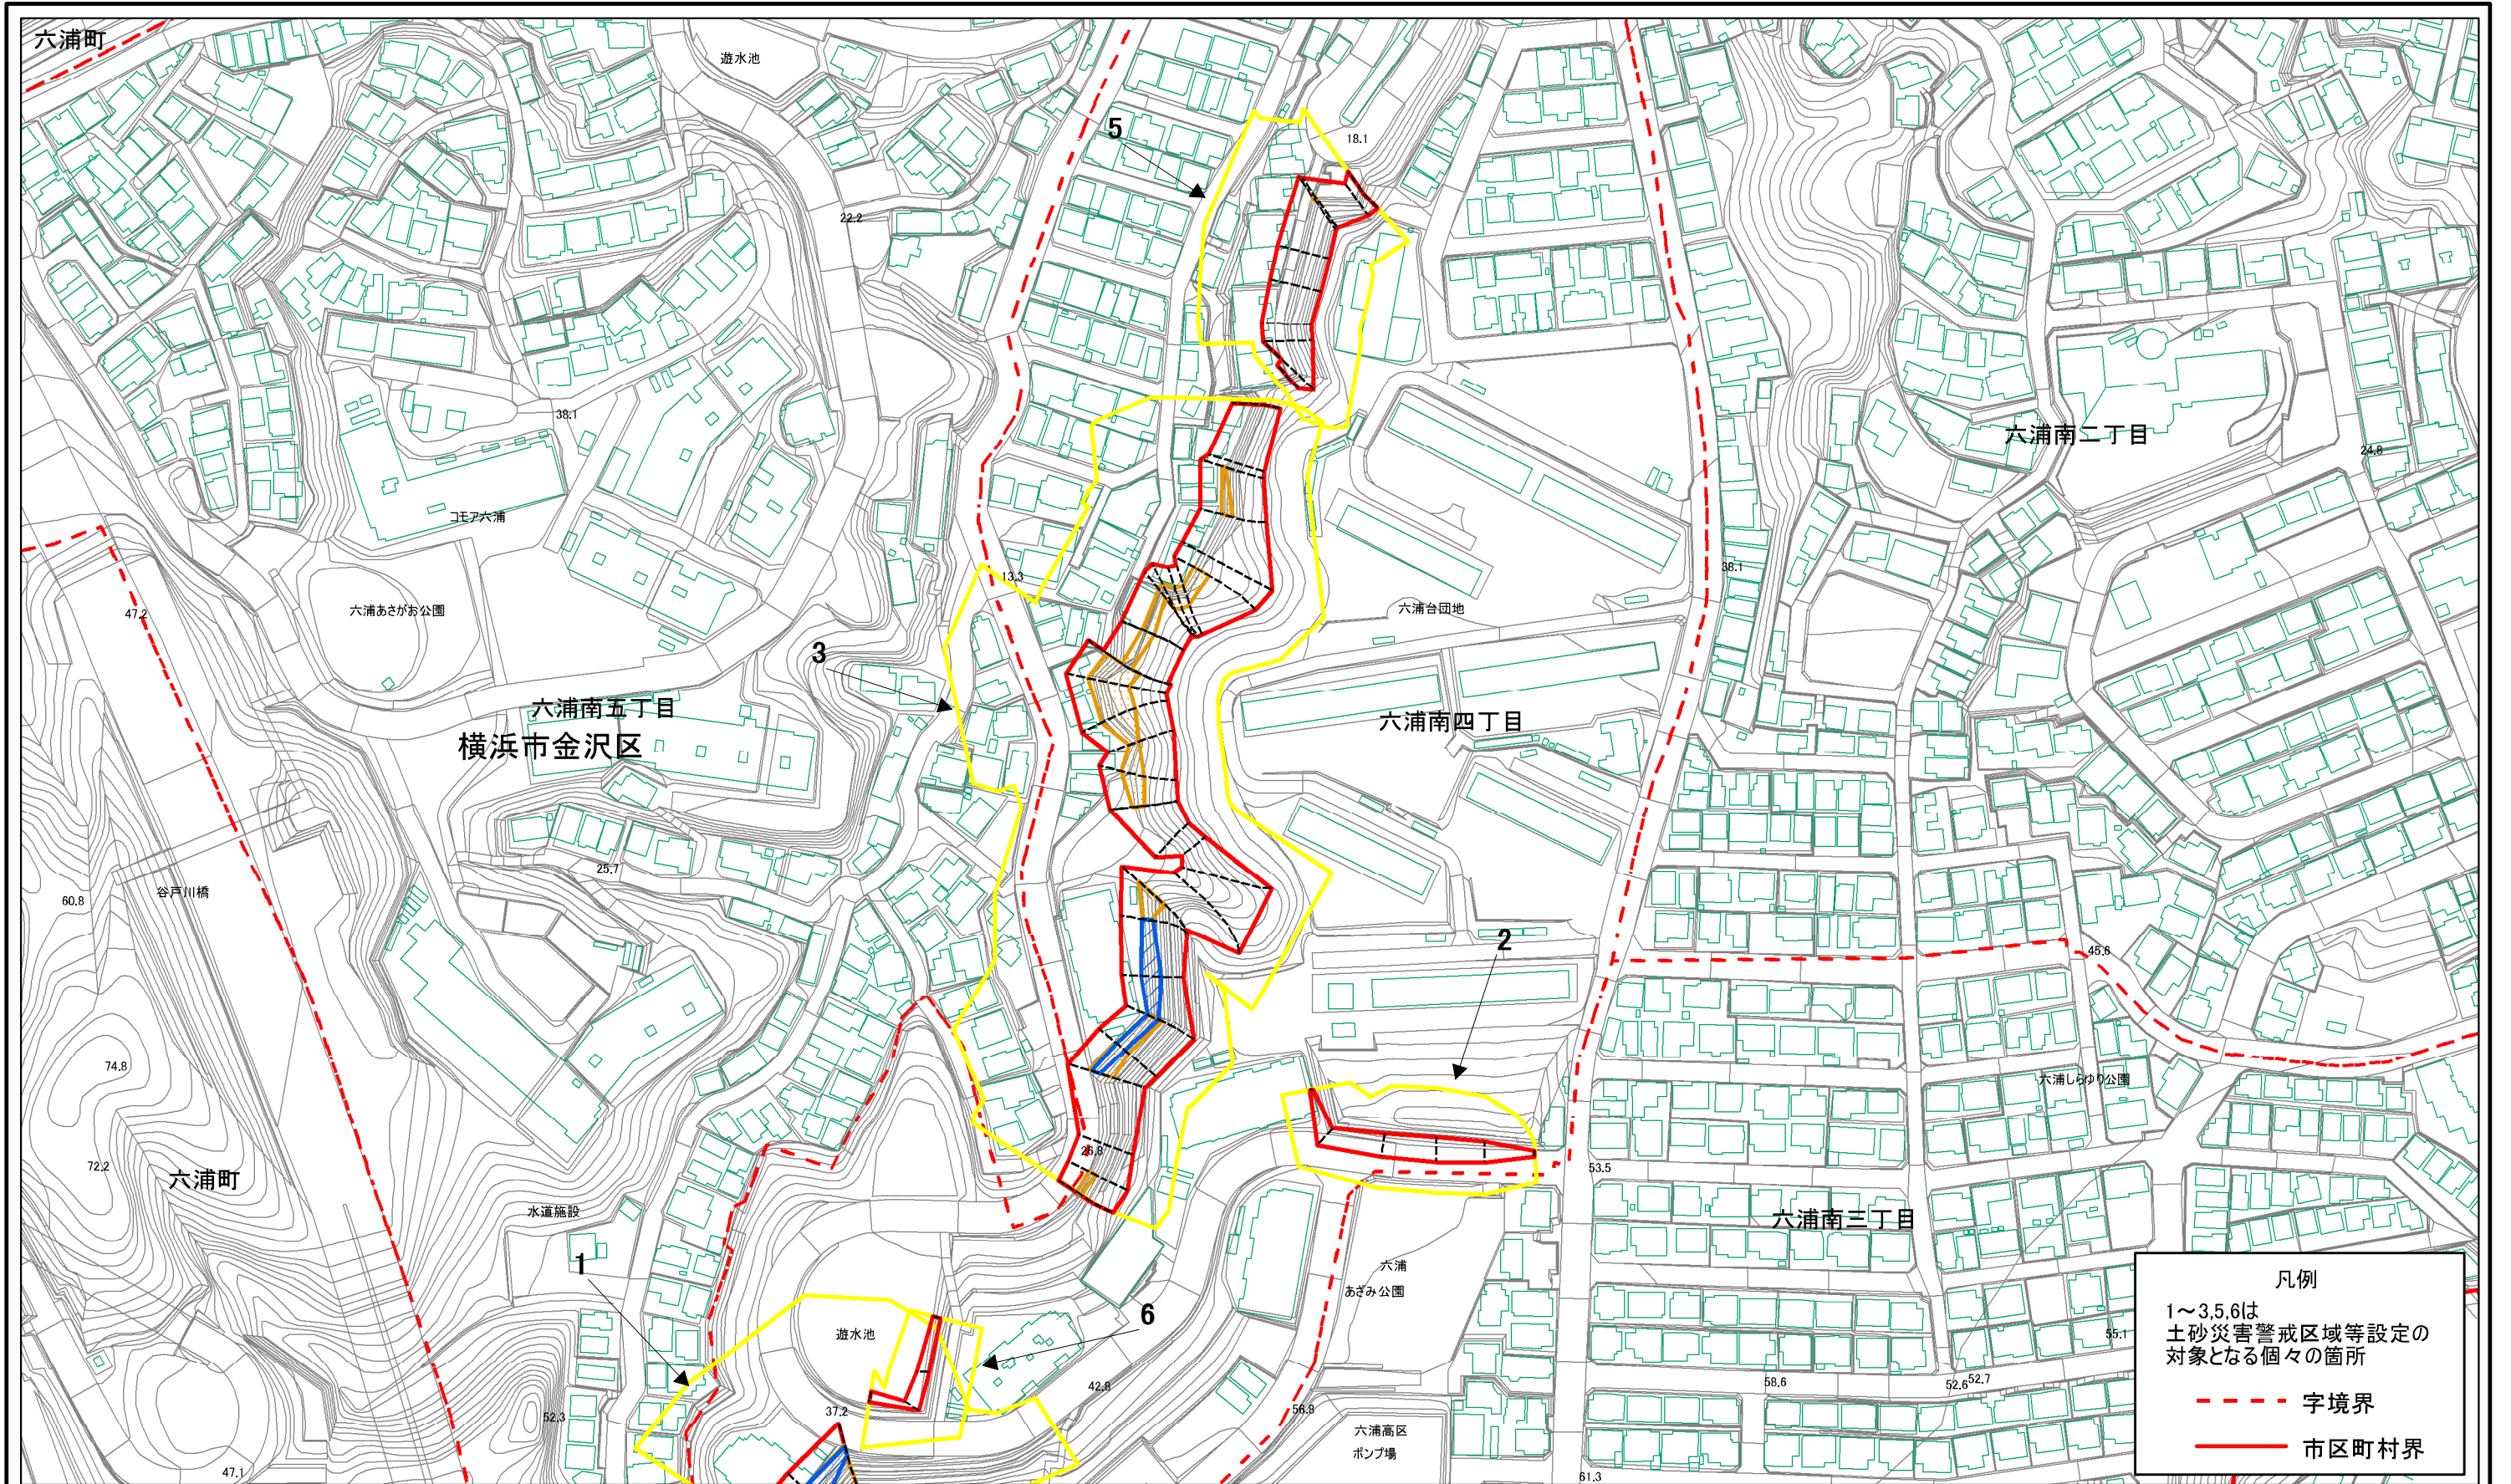 六浦町
遊水池
5
18.1
22.2
38.1
六浦南二丁目
24.8
コモア六浦
38.1
13.3
47.2
六浦あさがお公園
六浦台団地
3
六浦南五丁目
横浜市金沢区
六浦南四丁目
25.7
谷戸川橋
60.8
2
45.6
74.8
六浦しらゆり公園
72.2
六浦町
26.8
53.5
水道施設
六浦南三丁目
1
六浦
あざみ公園
6
遊水池
42.8
37.2
52.3
56.8
58.6
52.6
52.7
55.1
六浦高区
ポンプ場
47.1
61.3
凡例
1～3,5,6は
土砂災害警戒区域等設定の
対象となる個々の箇所
字境界
市区町村界